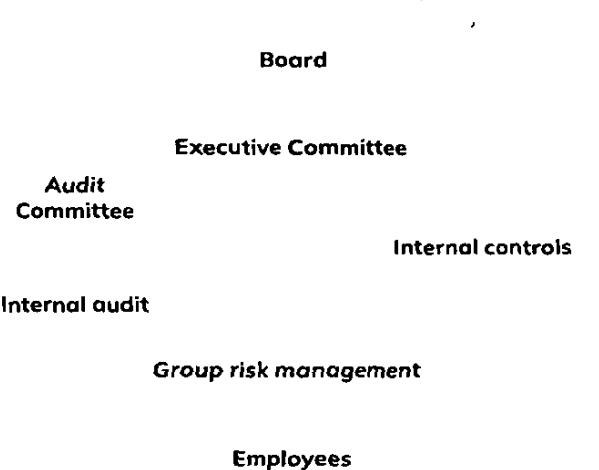 Board
Executive Committee
Audit
Committee
Internal controls
Internal audit
Group risk management
Employees